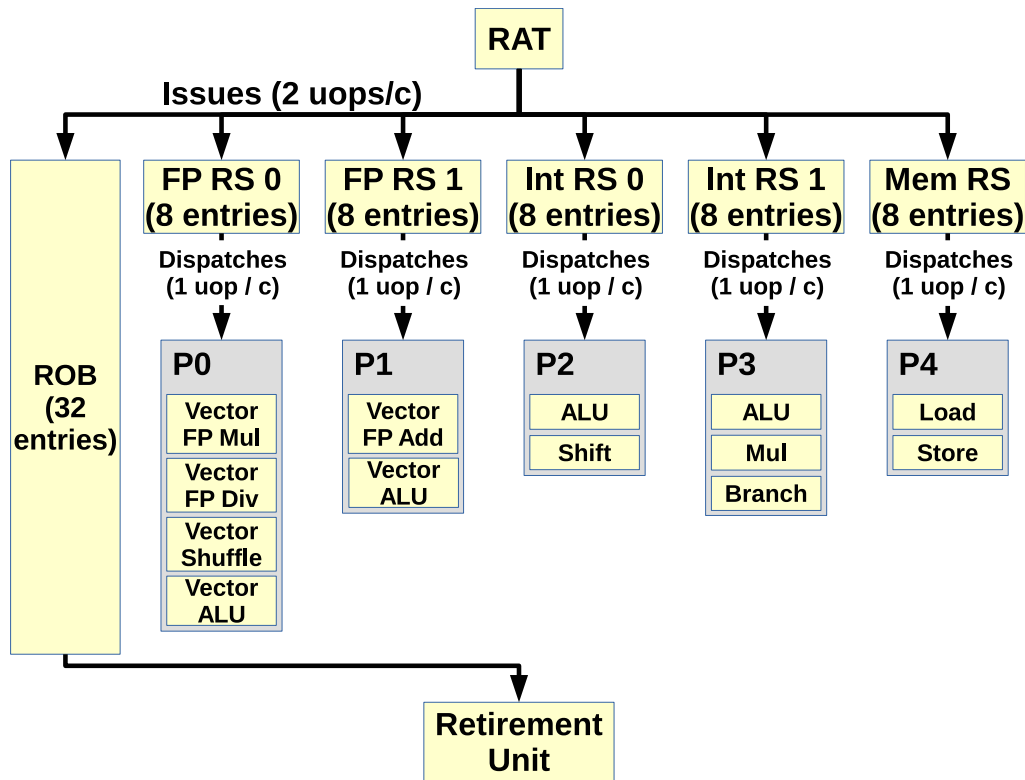 RAT
Issues (2 uops/c)
FP RS 0
(8 entries)
FP RS 1
(8 entries)
Int RS 0
(8 entries)
Int RS 1
(8 entries)
Mem RS
(8 entries)
Dispatches
(1 uop / c)
Dispatches
(1 uop / c)
Dispatches
(1 uop / c)
Dispatches
(1 uop / c)
Dispatches
(1 uop / c)
ROB
(32
entries)
P0
Vector
FP Mul
Vector
FP Div
Vector
Shuffle
Vector
ALU
P1
Vector
FP Add
Vector
ALU
P2
ALU
Shift
P3
ALU
Mul
Branch
P4
Load
Store
Retirement
Unit